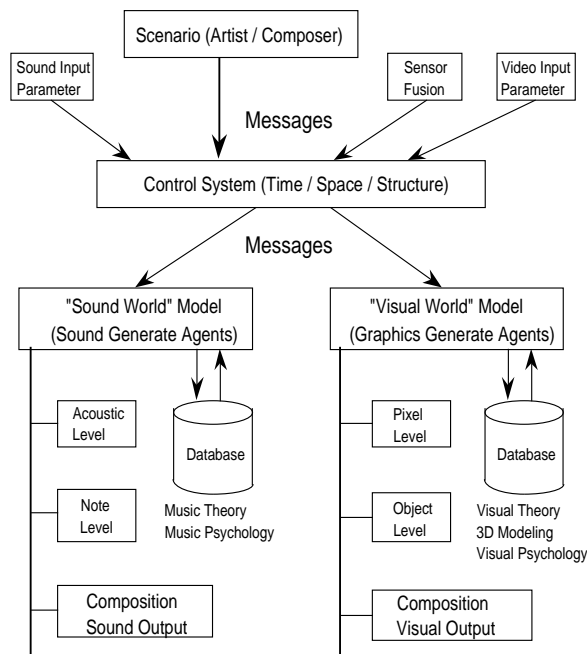 Scenario (Artist / Composer)
Sound Input
Parameter
Sensor
Fusion
Video Input
Parameter
Messages
Control System (Time / Space / Structure)
Messages
"Sound World" Model
(Sound Generate Agents)
"Visual World" Model
(Graphics Generate Agents)
Acoustic
Level
Database
Note
Level
Music Theory
Music Psychology
Composition
Sound Output
Pixel
Level
Database
Object
Level
Visual Theory
3D Modeling
Visual Psychology
Composition
Visual Output